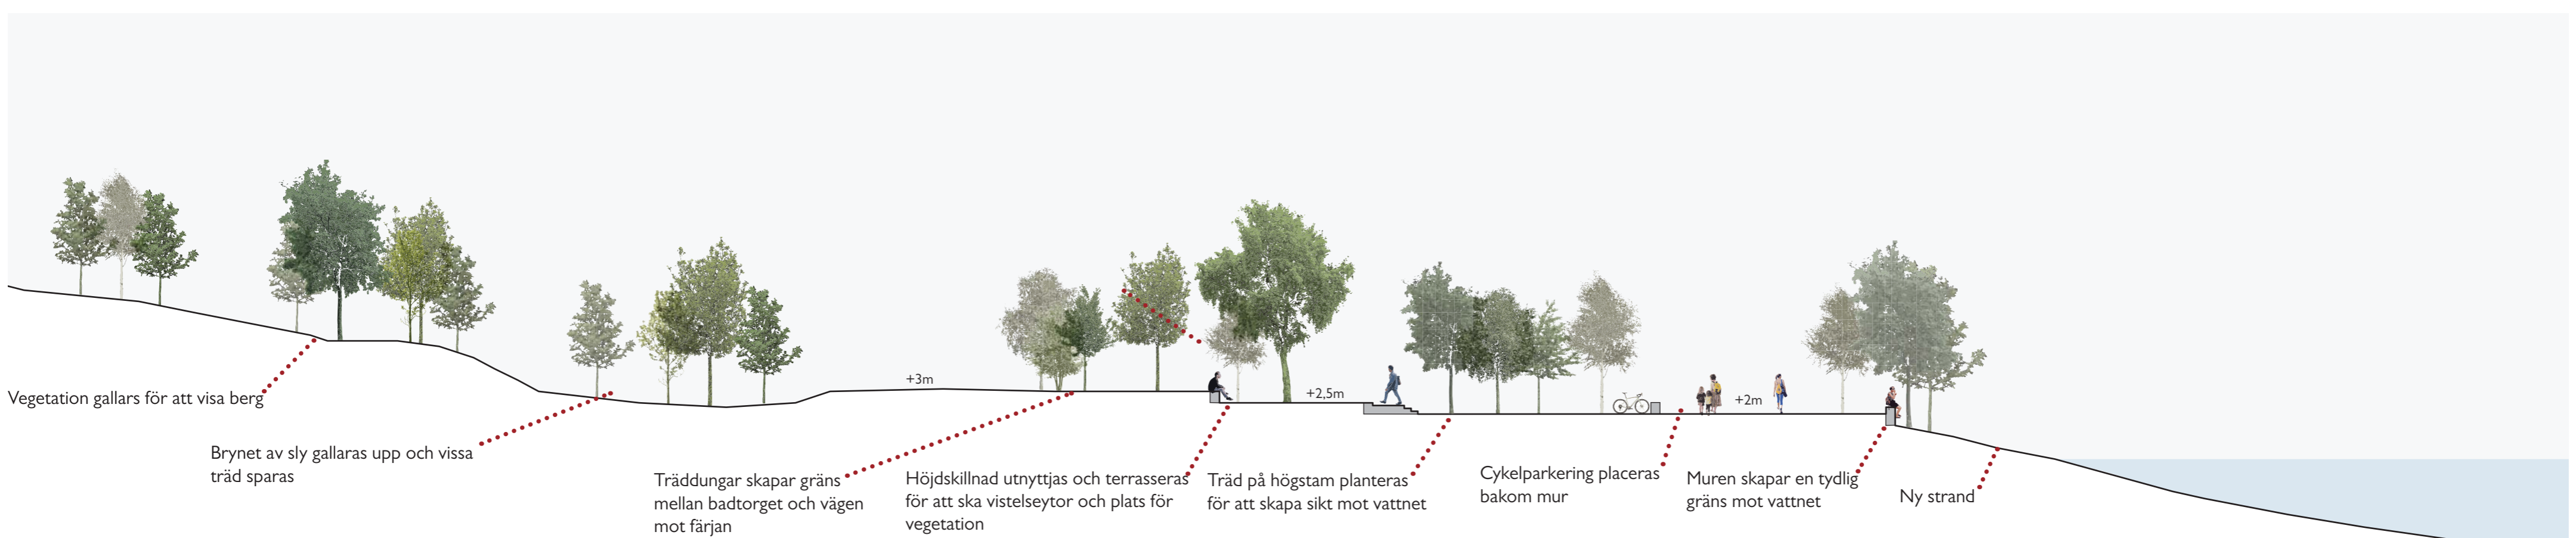 +3m
+2,5m
+2m
Vegetation gallars för att visa berg
Brynet av sly gallaras upp och vissa
träd sparas
Träddungar skapar gräns
mellan badtorget och vägen
mot färjan
Höjdskillnad utnyttjas och terrasseras
för att ska vistelseytor och plats för
vegetation
Träd på högstam planteras
för att skapa sikt mot vattnet
Cykelparkering placeras
bakom mur
Muren skapar en tydlig
gräns mot vattnet
Ny strand